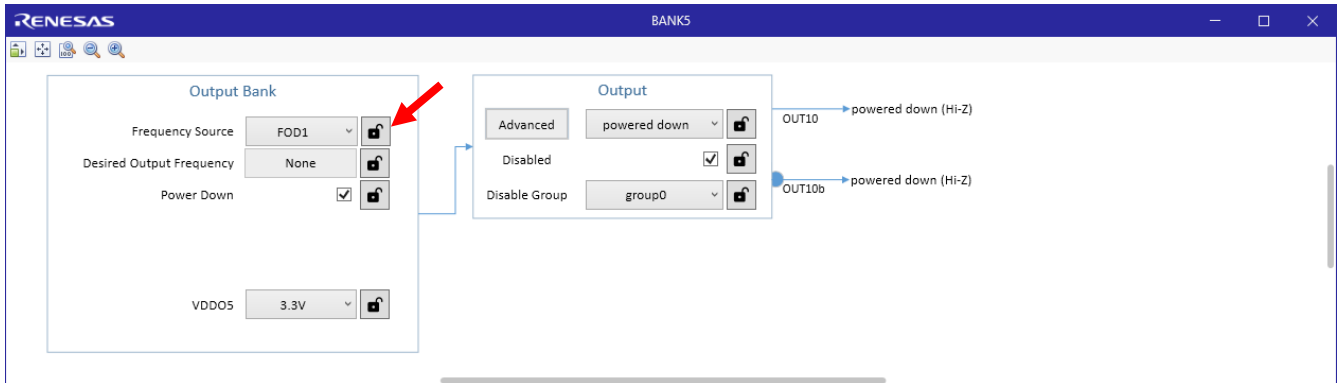 RENESAS
BANK5
100
Output Bank
Frequency Source FOD1
Desired Output Frequency None
Power Down
VDDO5 3.3V
Output
Advanced powered down
Disabled
Disable Group group0
OUT10 powered down (Hi-Z)
OUT10b powered down (Hi-Z)